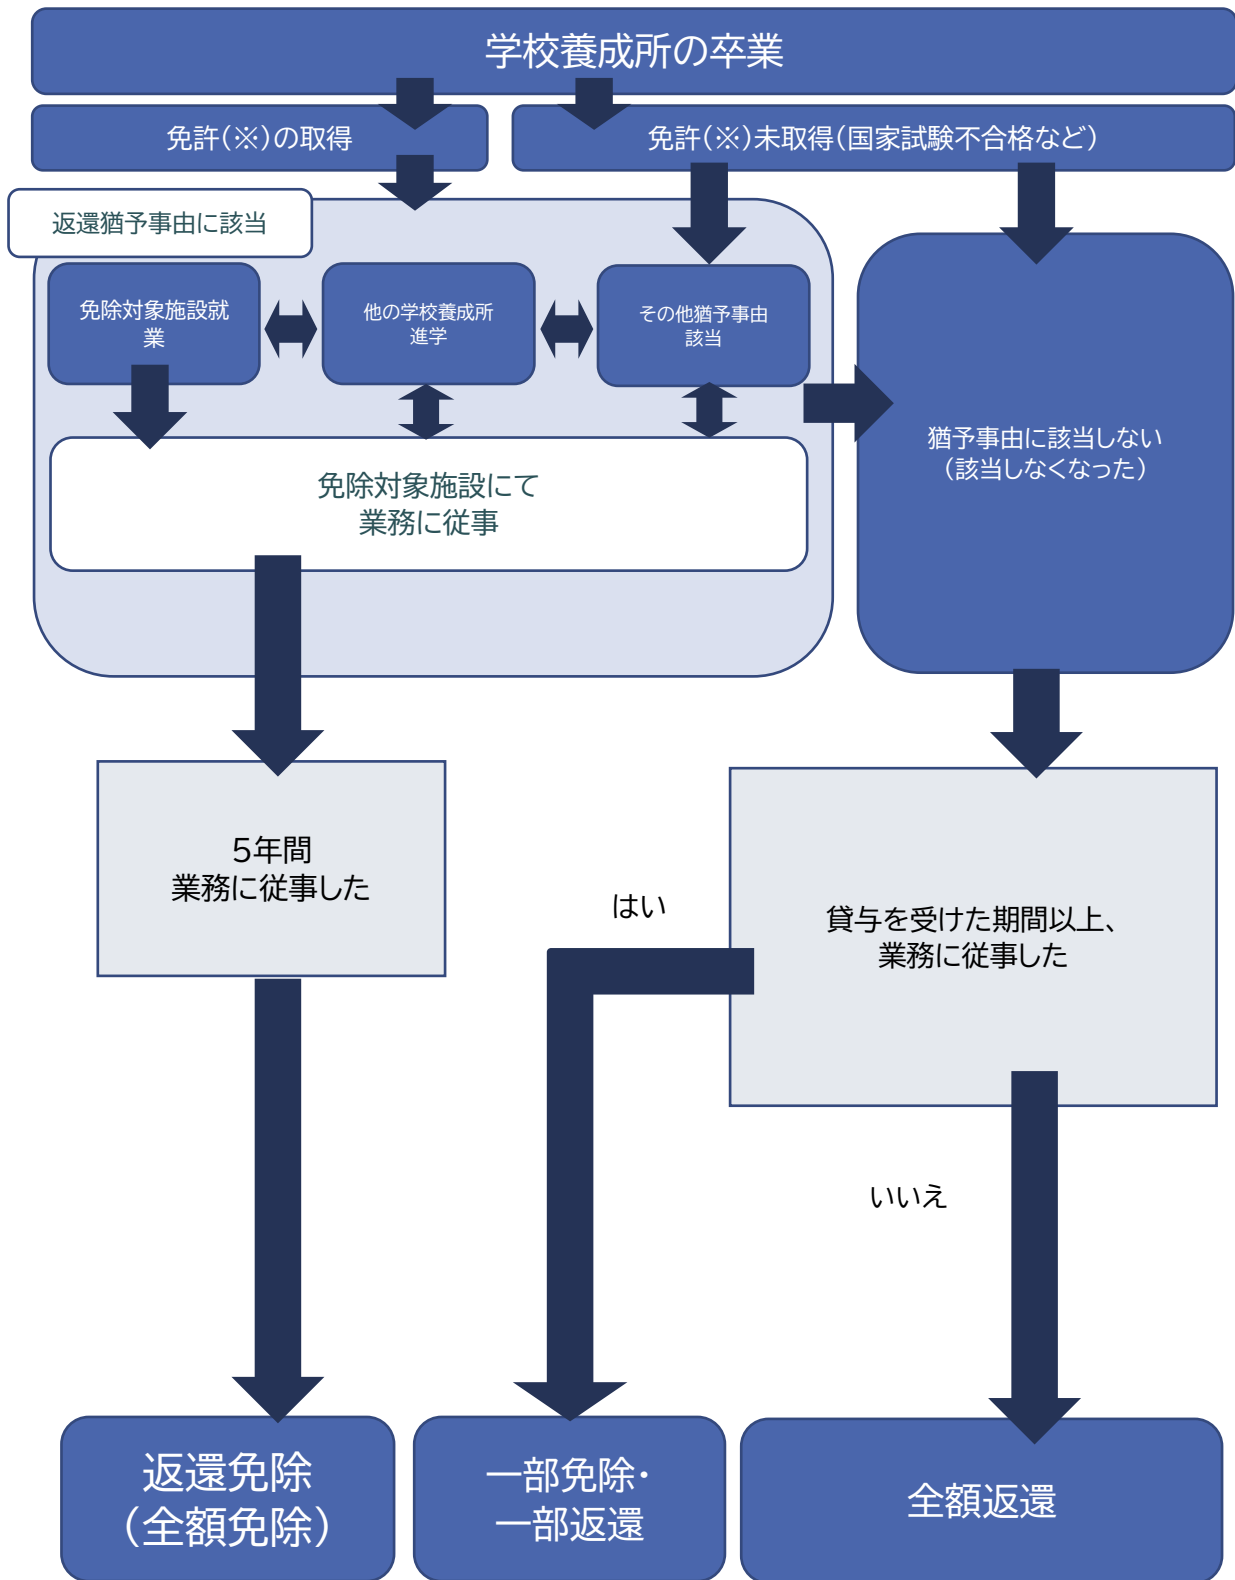 学校養成所の卒業
免許(※)の取得
免許(※)未取得(国家試験不合格など)
返還猶予事由に該当
免除対象施設就
業
他の学校養成所
進学
その他猶予事由
該当
猶予事由に該当しない
(該当しなくなった)
免除対象施設にて
業務に従事
5年間
業務に従事した
はい
貸与を受けた期間以上、
業務に従事した
いいえ
返還免除
(全額免除)
一部免除・
一部返還
全額返還